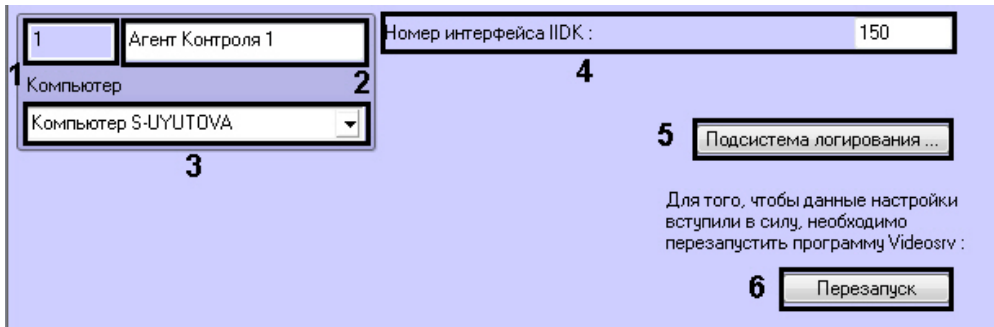 1 Агент Контроля 1
Номер интерфейса IIDK : 150
1
2
4
Компьютер
Компьютер S-UYUTOVA
3
5 Подсистема логирования ...
Для того, чтобы данные настройки
вступили в силу, необходимо
перезапустить программу Videosrv :
6 Перезапуск